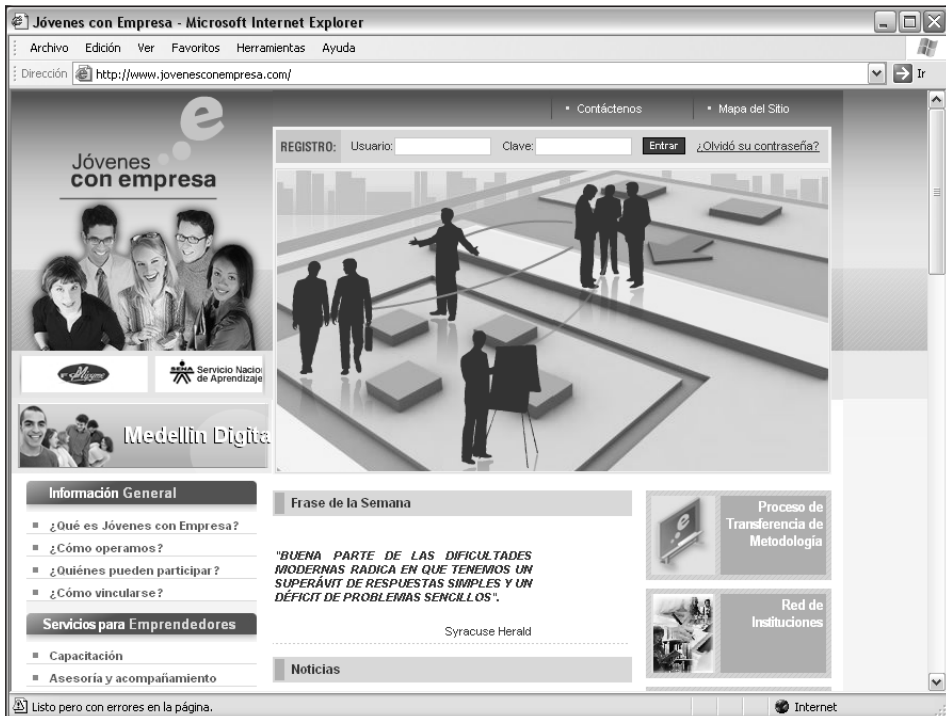 Jóvenes con Empresa - Microsoft Internet Explorer
Archivo Edición Ver Favoritos Herramientas Ayuda
Dirección http://www.jovenesconempresa.com/ Ir
Contáctenos Mapa del Sitio
e
Jóvenes
con empresa
REGISTRO: Usuario: Clave: Entrar ¿Olvidó su contraseña?
SENA Servicio Nacio
de Aprendizaje
Medellin Digita
Información General
¿Qué es Jóvenes con Empresa?
¿Cómo operamos?
¿Quiénes pueden participar?
¿Cómo vincularse?
Servicios para Emprendedores
Capacitación
Asesoría y acompañamiento
Frase de la Semana
"BUENA PARTE DE LAS DIFICULTADES
MODERNAS RADICA EN QUE TENEMOS UN
SUPERÁVIT DE RESPUESTAS SIMPLES Y UN
DÉFICIT DE PROBLEMAS SENCILLOS".
Syracuse Herald
Noticias
Proceso de
Transferencia de
Metodología
Red de
Instituciones
Listo pero con errores en la página. Internet